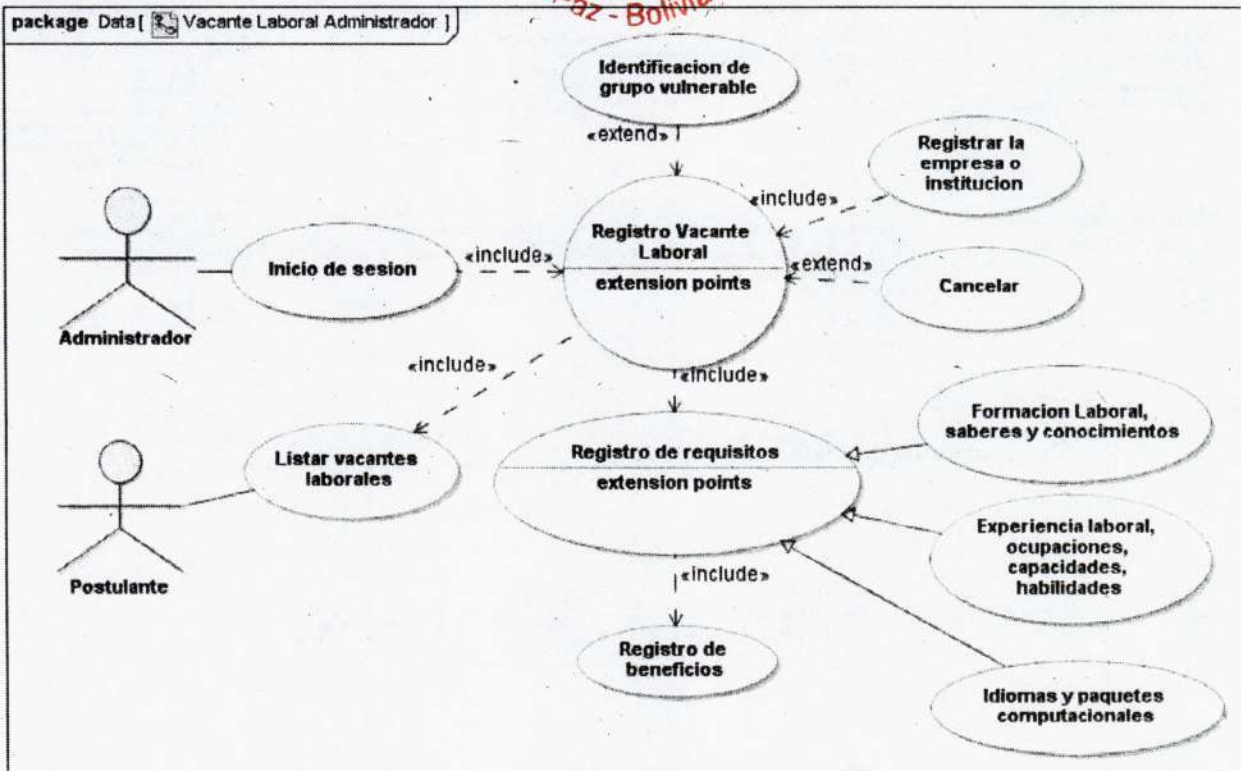 - Bolivia
package Data[ Vacante Laboral Administrador ]
Identificacion de
grupo vulnerable
«extend»
Registrar la
empresa o
institucion
«include»
Registro Vacante
Laboral
extension points
«include»
Inicio de sesion
«extend»
Cancelar
Administrador
«include»
«include»
Formacion Laboral,
saberes y conocimientos
Listar vacantes
laborales
Registro de requisitos
extension points
Experiencia laboral,
ocupaciones,
capacidades,
habilidades
Postulante
«include»
Registro de
beneficios
Idiomas y paquetes
computacionales